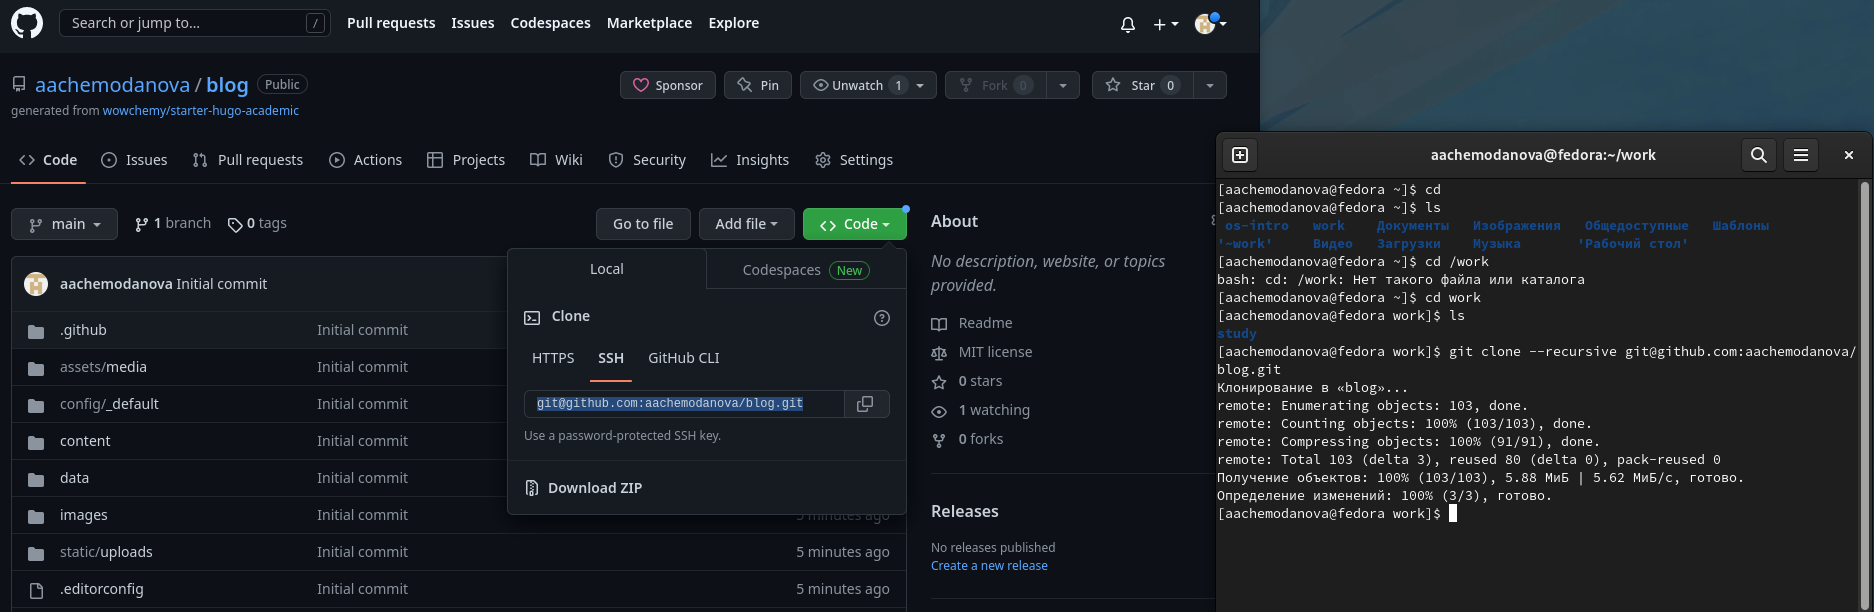 Search or jump to... /
Pull requests Issues Codespaces Marketplace Explore
aachemodanova / blog Public
generated from wowchemy/starter-hugo-academic
Sponsor Pin Unwatch 1 Fork 0 Star 0
Code Issues Pull requests Actions Projects Wiki Security Insights Settings
main 1 branch 0 tags
Go to file Add file Code
aachemodanova Initial commit
.github Initial commit
assets/media Initial commit
config/_default Initial commit
content Initial commit
data Initial commit
images Initial commit 5 minutes ago
static/uploads Initial commit 5 minutes ago
.editorconfig Initial commit 5 minutes ago
Local Codespaces New
Clone
HTTPS SSH GitHub CLI
git@github.com:aachemodanova/blog.git
Use a password-protected SSH key.
Download ZIP
About
No description, website, or topics
provided.
Readme
MIT license
0 stars
1 watching
0 forks
Releases
No releases published
Create a new release
aachemodanova@fedora:~/work
[aachemodanova@fedora ~]$ cd
[aachemodanova@fedora ~]$ ls
os-intro work Документы Изображения Общедоступные Шаблоны
'~work' Видео Загрузки Музыка 'Рабочий стол'
[aachemodanova@fedora ~]$ cd /work
bash: cd: /work: Нет такого файла или каталога
[aachemodanova@fedora ~]$ cd work
[aachemodanova@fedora work]$ ls
study
[aachemodanova@fedora work]$ git clone --recursive git@github.com:aachemodanova/
blog.git
Клонирование в «blog»...
remote: Enumerating objects: 103, done.
remote: Counting objects: 100% (103/103), done.
remote: Compressing objects: 100% (91/91), done.
remote: Total 103 (delta 3), reused 80 (delta 0), pack-reused 0
Получение объектов: 100% (103/103), 5.88 МиБ | 5.62 МиБ/с, готово.
Определение изменений: 100% (3/3), готово.
[aachemodanova@fedora work]$